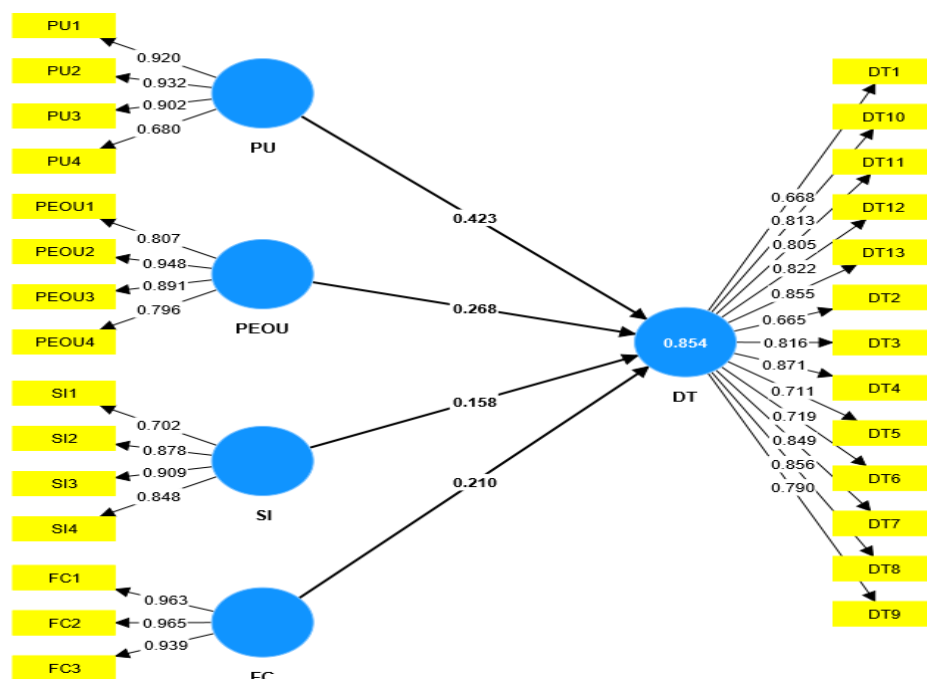 PU1
PU2
PU3
PU4
0.920
0.932
0.902
0.680
PU
PEOU1
PEOU2
PEOU3
PEOU4
0.807
0.948
0.891
0.796
PEOU
SI1
SI2
SI3
SI4
0.702
0.878
0.909
0.848
SI
FC1
FC2
FC3
0.963
0.965
0.939
FC
0.423
0.268
0.158
0.210
0.854
DT
0.668
0.813
0.805
0.822
0.855
0.665
0.816
0.871
0.711
0.719
0.849
0.856
0.790
DT1
DT10
DT11
DT12
DT13
DT2
DT3
DT4
DT5
DT6
DT7
DT8
DT9